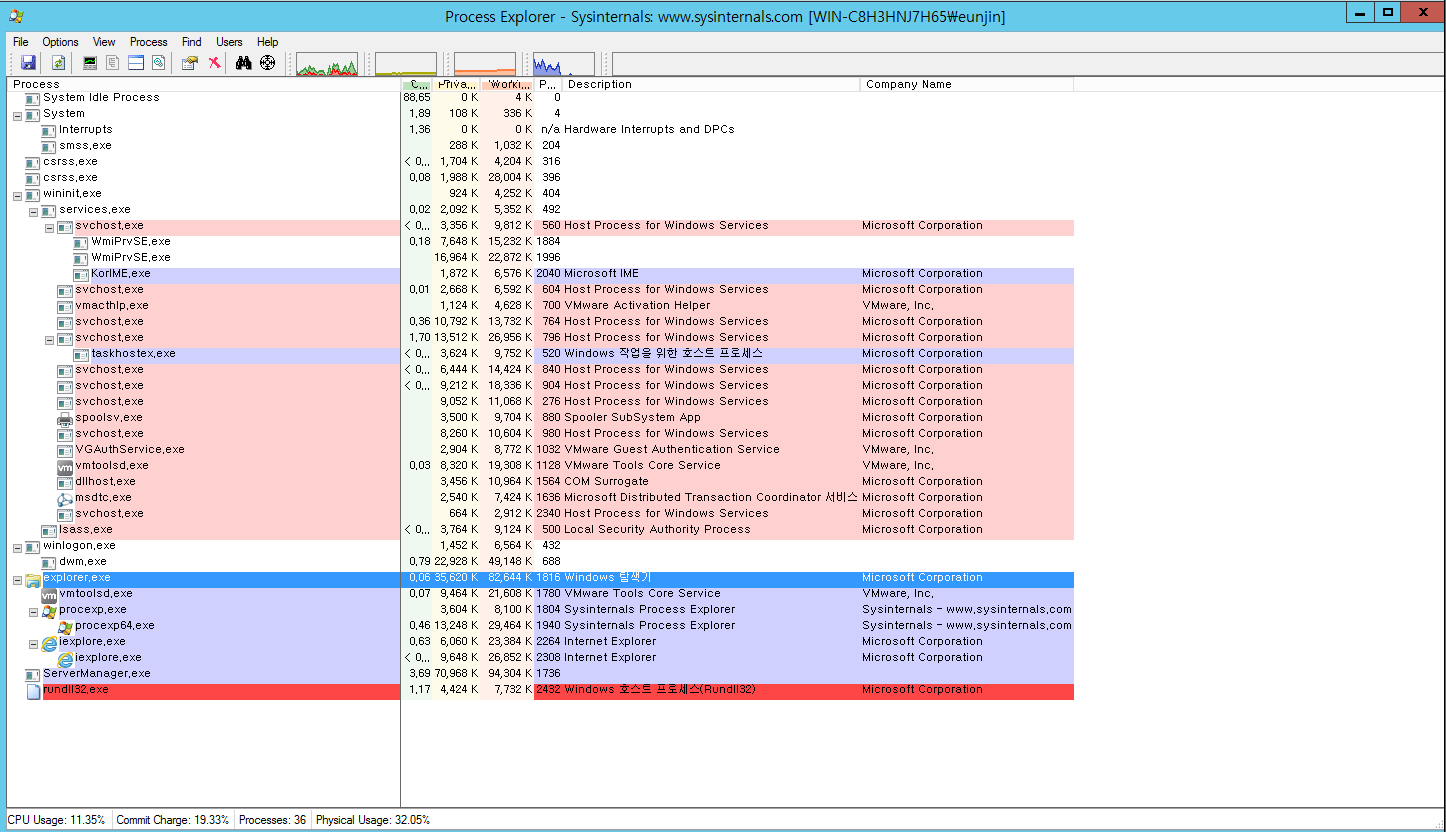 Process Explorer - Sysinternals: www.sysinternals.com [WIN-C8H3HNJ7H65₩eunjin]
File Options View Process Find Users Help
Process C... Priva... Worki... P... Description Company Name
System Idle Process 88,65 0 K 4 K 0
System 1,89 108 K 336 K 4
Interrupts 1,36 0 K 0 K n/a Hardware Interrupts and DPCs
smss,exe 288 K 1,032 K 204
csrss,exe < 0,,, 1,704 K 4,204 K 316
csrss,exe 0,08 1,988 K 28,004 K 396
wininit,exe 924 K 4,252 K 404
services,exe 0,02 2,092 K 5,352 K 492
svchost,exe < 0,,, 3,356 K 9,812 K 560 Host Process for Windows Services Microsoft Corporation
WmiPrvSE,exe 0,18 7,648 K 15,232 K 1884
WmiPrvSE,exe 16,964 K 22,872 K 1996
KorIME,exe 1,872 K 6,576 K 2040 Microsoft IME Microsoft Corporation
svchost,exe 0,01 2,668 K 6,592 K 604 Host Process for Windows Services Microsoft Corporation
vmacthlp,exe 1,124 K 4,628 K 700 VMware Activation Helper VMware, Inc,
svchost,exe 0,36 10,792 K 13,732 K 764 Host Process for Windows Services Microsoft Corporation
svchost,exe 1,70 13,512 K 26,956 K 796 Host Process for Windows Services Microsoft Corporation
taskhostex,exe < 0,,, 3,624 K 9,752 K 520 Windows 작업을 위한 호스트 프로세스 Microsoft Corporation
svchost,exe < 0,,, 6,444 K 14,424 K 840 Host Process for Windows Services Microsoft Corporation
svchost,exe < 0,,, 9,212 K 18,336 K 904 Host Process for Windows Services Microsoft Corporation
svchost,exe 9,052 K 11,068 K 276 Host Process for Windows Services Microsoft Corporation
spoolsv,exe 3,500 K 9,704 K 880 Spooler SubSystem App Microsoft Corporation
svchost,exe 8,260 K 10,604 K 980 Host Process for Windows Services Microsoft Corporation
VGAuthService,exe 2,904 K 8,772 K 1032 VMware Guest Authentication Service VMware, Inc,
vm vmtoolsd,exe 0,03 8,320 K 19,308 K 1128 VMware Tools Core Service VMware, Inc,
dllhost,exe 3,456 K 10,964 K 1564 COM Surrogate Microsoft Corporation
msdtc,exe 2,540 K 7,424 K 1636 Microsoft Distributed Transaction Coordinator 서비스 Microsoft Corporation
svchost,exe 664 K 2,912 K 2340 Host Process for Windows Services Microsoft Corporation
lsass,exe < 0,,, 3,764 K 9,124 K 500 Local Security Authority Process Microsoft Corporation
winlogon,exe 1,452 K 6,564 K 432
dwm,exe 0,79 22,928 K 49,148 K 688
explorer,exe 0,06 35,620 K 82,644 K 1816 Windows 탐색기 Microsoft Corporation
vm vmtoolsd,exe 0,07 9,464 K 21,608 K 1780 VMware Tools Core Service VMware, Inc,
procexp,exe 3,604 K 8,100 K 1804 Sysinternals Process Explorer Sysinternals - www,sysinternals,com
procexp64,exe 0,46 13,248 K 29,464 K 1940 Sysinternals Process Explorer Sysinternals - www,sysinternals,com
iexplore,exe 0,63 6,060 K 23,384 K 2264 Internet Explorer Microsoft Corporation
iexplore,exe < 0,,, 9,648 K 26,852 K 2308 Internet Explorer Microsoft Corporation
ServerManager,exe 3,69 70,968 K 94,304 K 1736
rundll32,exe 1,17 4,424 K 7,732 K 2432 Windows 호스트 프로세스(Rundll32) Microsoft Corporation
CPU Usage: 11.35% Commit Charge: 19.33% Processes: 36 Physical Usage: 32.05%